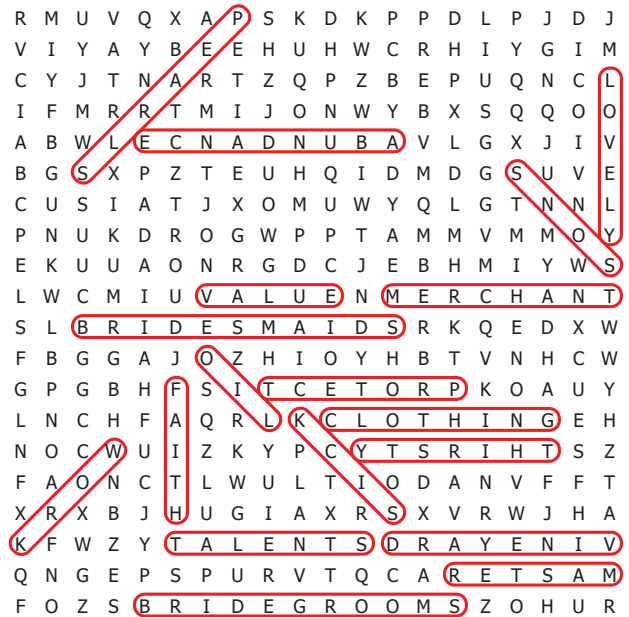 R M U V Q X A P S K D K P P D L P J D J
V I Y A Y B E E H U H W C R H I Y G I M
C Y J T N A R T Z Q P Z B E P U Q N C L
I F M R R T M I J O N W Y B X S Q Q O O
A B W L E C N A D N U B A V L G X J I V
B G S X P Z T E U H Q I D M D G S U V E
C U S I A T J X O M U W Y Q L G T N N L
P N U K D R O G W P P T A M M V M M O Y
E K U U A O N R G D C J E B H M I Y W S
L W C M I U V A L U E N M E R C H A N T
S L B R I D E S M A I D S R K Q E D X W
F B G G A J O Z H I O Y H B T V N H C W
G P G B H F S I T C E T O R P K O A U Y
L N C H F A Q R L K C L O T H I N G E H
N O C W U I Z K Y P C Y T S R I H T S Z
F A O N C T L W U L T I O D A N V F F T
X R X B J H U G I A X R S X V R W J H A
K F W Z Y T A L E N T S D R A Y E N I V
Q N G E P S P U R V T Q C A R E T S A M
F O Z S B R I D E G R O O M S Z O H U R